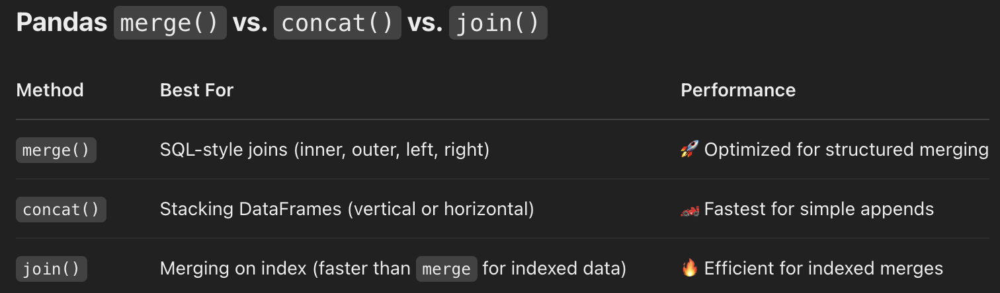 Pandas merge() vs. concat() vs. join()
Method Best For Performance
merge() SQL-style joins (inner, outer, left, right) 🚀 Optimized for structured merging
concat() Stacking DataFrames (vertical or horizontal) 🏎️ Fastest for simple appends
join() Merging on index (faster than merge for indexed data) 🔥 Efficient for indexed merges